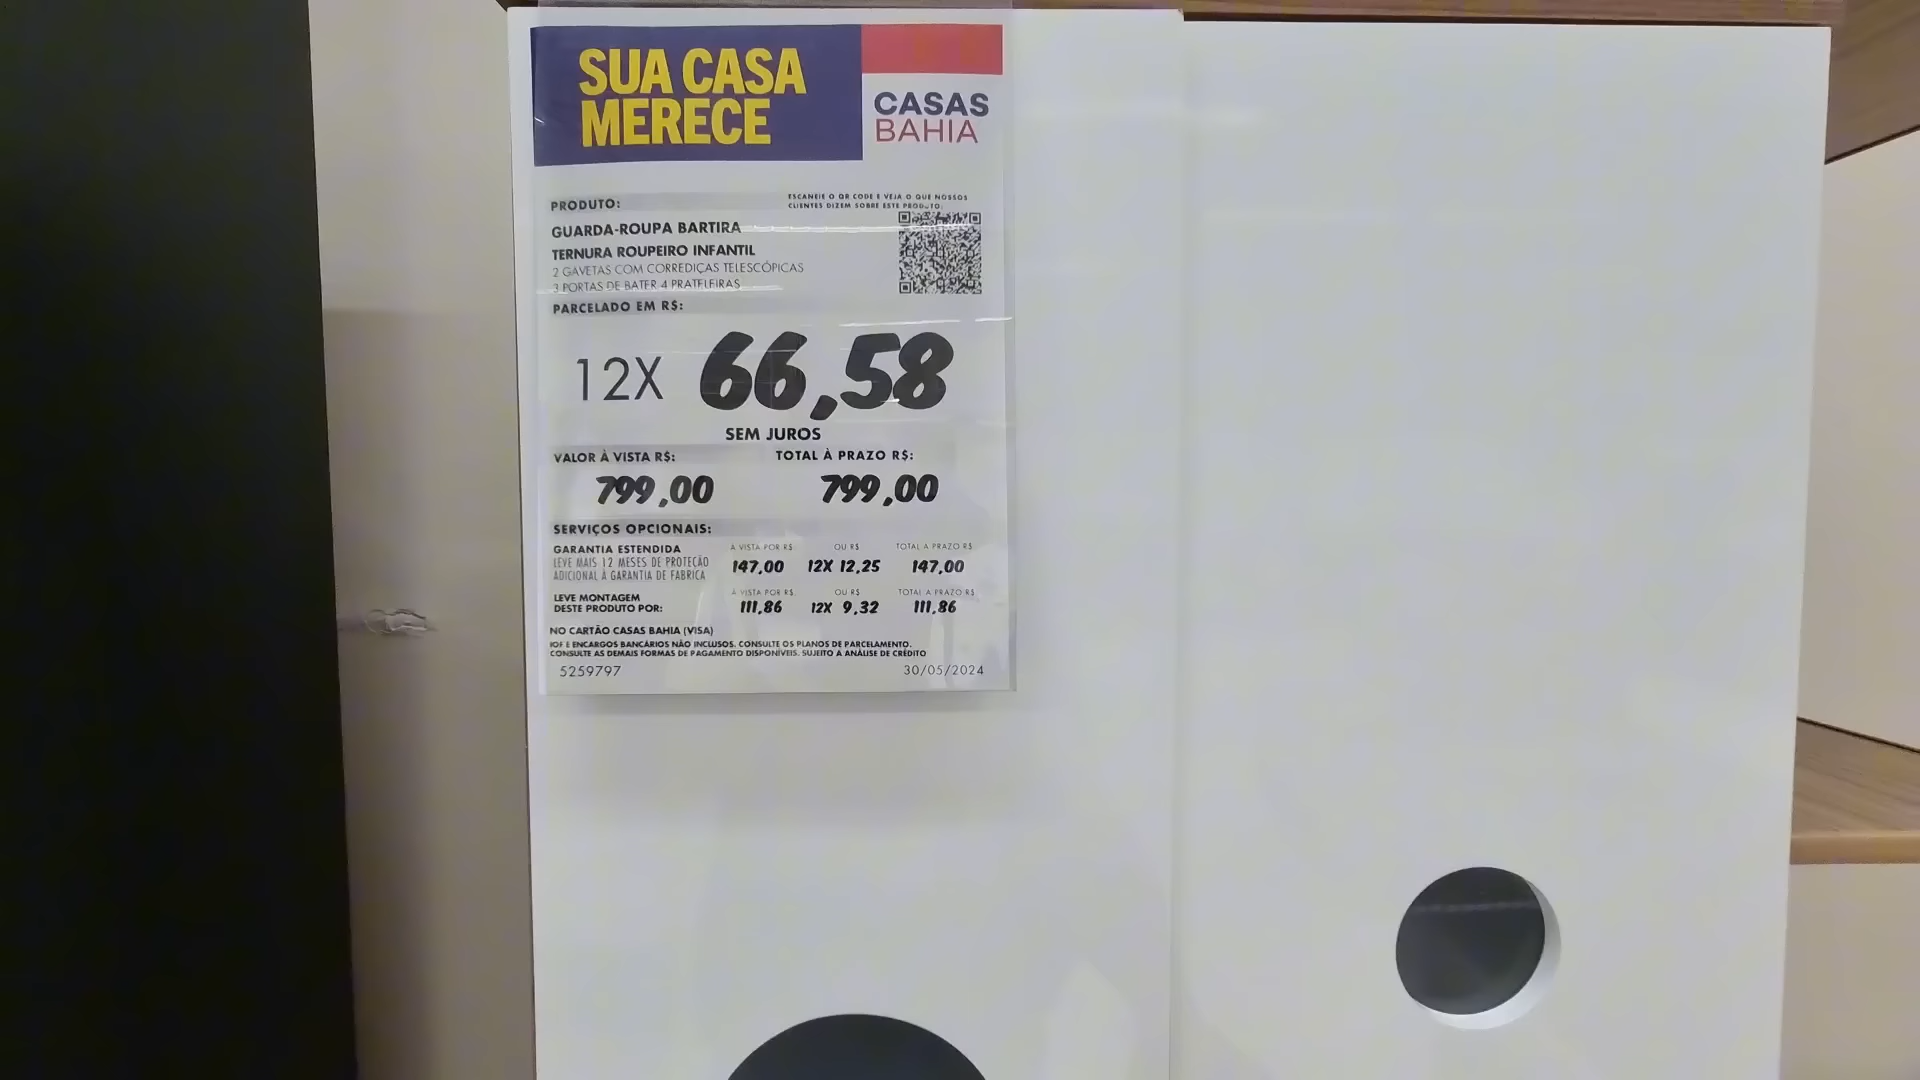 SUA CASA
MERECE
CASAS
BAHIA
PRODUTO:
ESCANEIE O QR CODE E VEJA O QUE NOSSOS
CLIENTES DIZEM SOBRE ESTE PRODUTO:
GUARDA-ROUPA BARTIRA
TERNURA ROUPEIRO INFANTIL
2 GAVETAS COM CORREDIÇAS TELESCÓPICAS
3 PORTAS DE BATER 4 PRATELEIRAS
PARCELADO EM R$:
12X 66,58
SEM JUROS
VALOR À VISTA R$: TOTAL À PRAZO R$:
799,00 799,00
SERVIÇOS OPCIONAIS:
GARANTIA ESTENDIDA À VISTA POR R$ OU R$ TOTAL A PRAZO R$
LEVE MAIS 12 MESES DE PROTEÇÃO
ADICIONAL À GARANTIA DE FABRICA
147,00 12X 12,25 147,00
LEVE MONTAGEM À VISTA POR R$ OU R$ TOTAL A PRAZO R$
DESTE PRODUTO POR: 111,86 12X 9,32 111,86
NO CARTÃO CASAS BAHIA (VISA)
IOF E ENCARGOS BANCÁRIOS NÃO INCLUSOS. CONSULTE OS PLANOS DE PARCELAMENTO.
CONSULTE AS DEMAIS FORMAS DE PAGAMENTO DISPONÍVEIS. SUJEITO À ANÁLISE DE CRÉDITO
5259797 30/05/2024